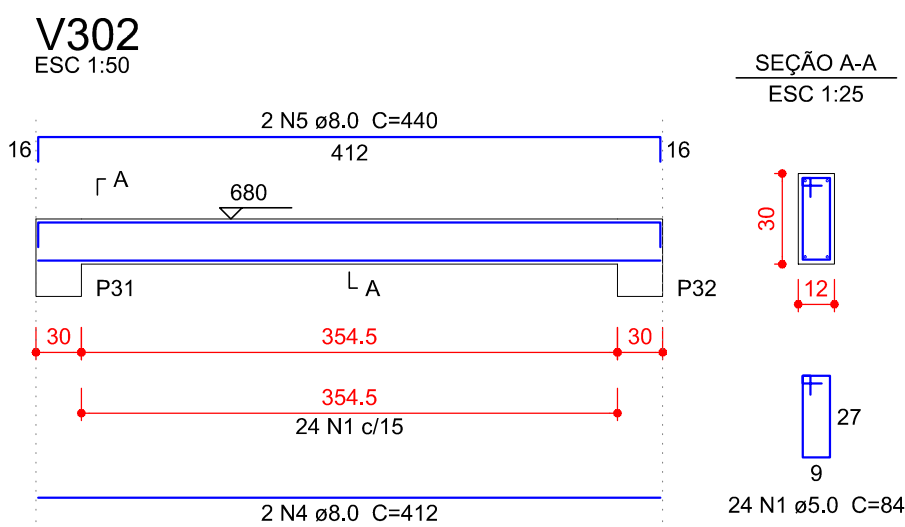 V302
ESC 1:50
SEÇÃO A-A
ESC 1:25
2 N5 ø8.0 C=440
16
412
16
A
680
30
P31
A
P32
12
30
354.5
30
354.5
24 N1 c/15
27
9
2 N4 ø8.0 C=412
24 N1 ø5.0 C=84